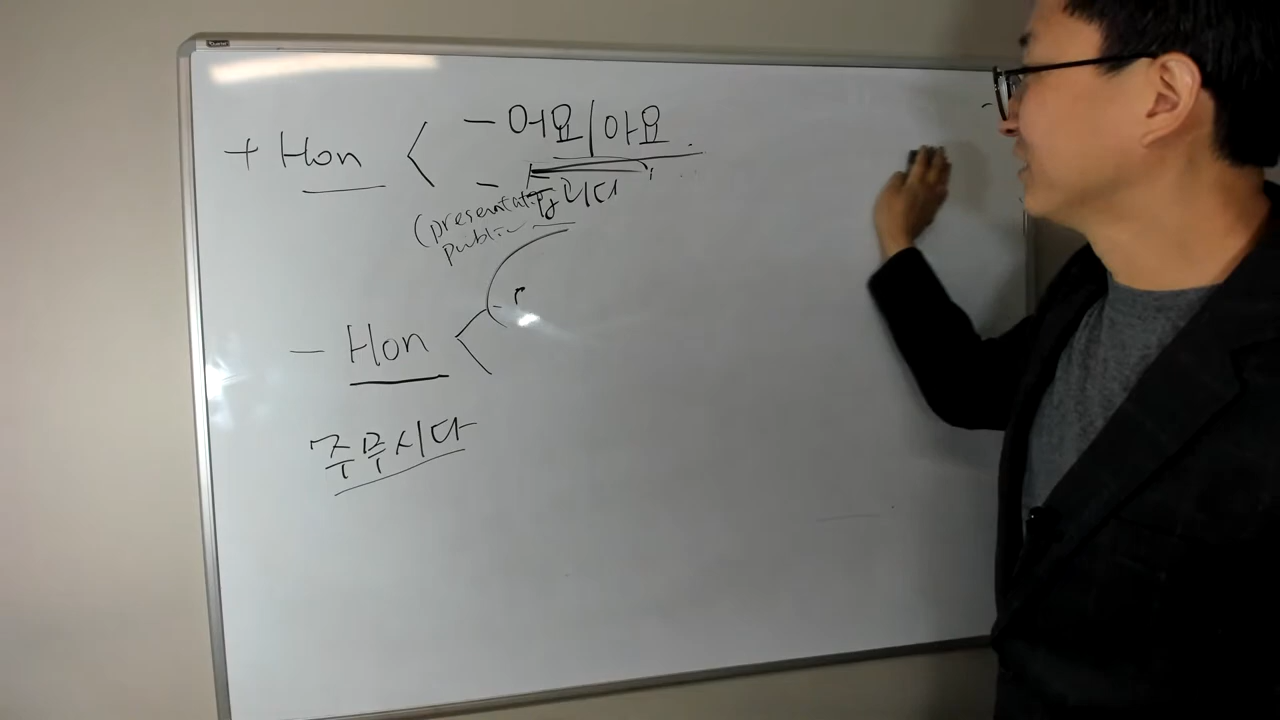 + Hon < - 어요/아요.
- ㅂ니다
(presentation
public
- Hon <
주무시다